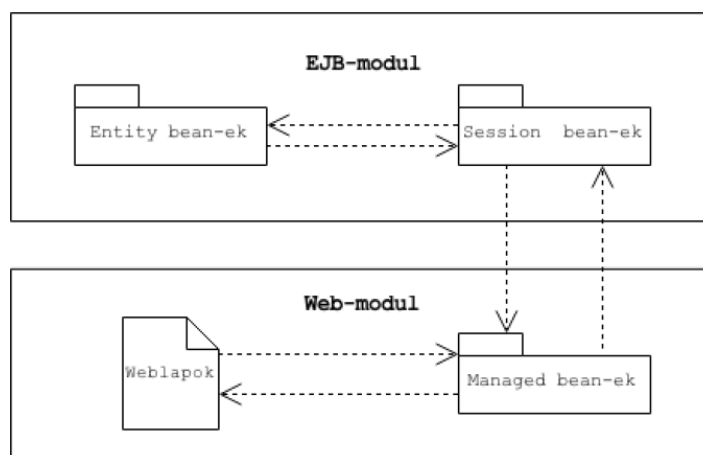 EJB-modul
Entity bean-ek
Session bean-ek
Web-modul
Weblapok
Managed bean-ek